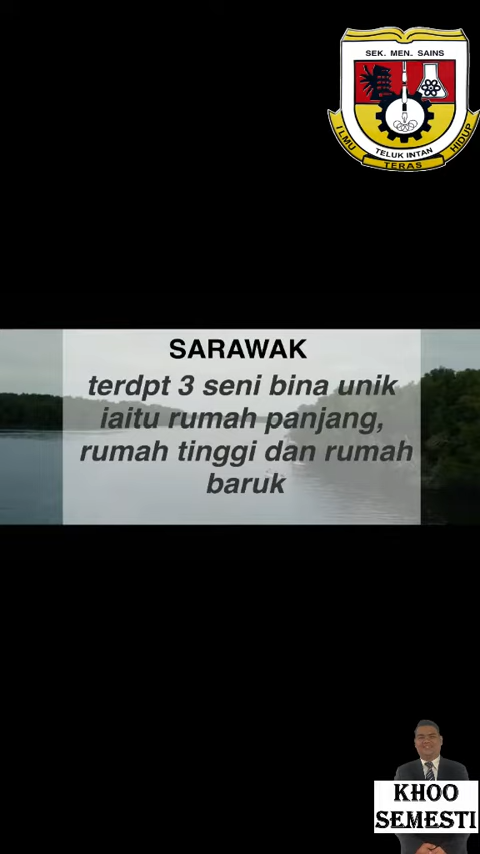 SEK. MEN. SAINS
TELUK INTAN
ILMU TERAS HIDUP
SARAWAK
terdpt 3 seni bina unik
iaitu rumah panjang,
rumah tinggi dan rumah
baruk
KHOO
SEMESTI